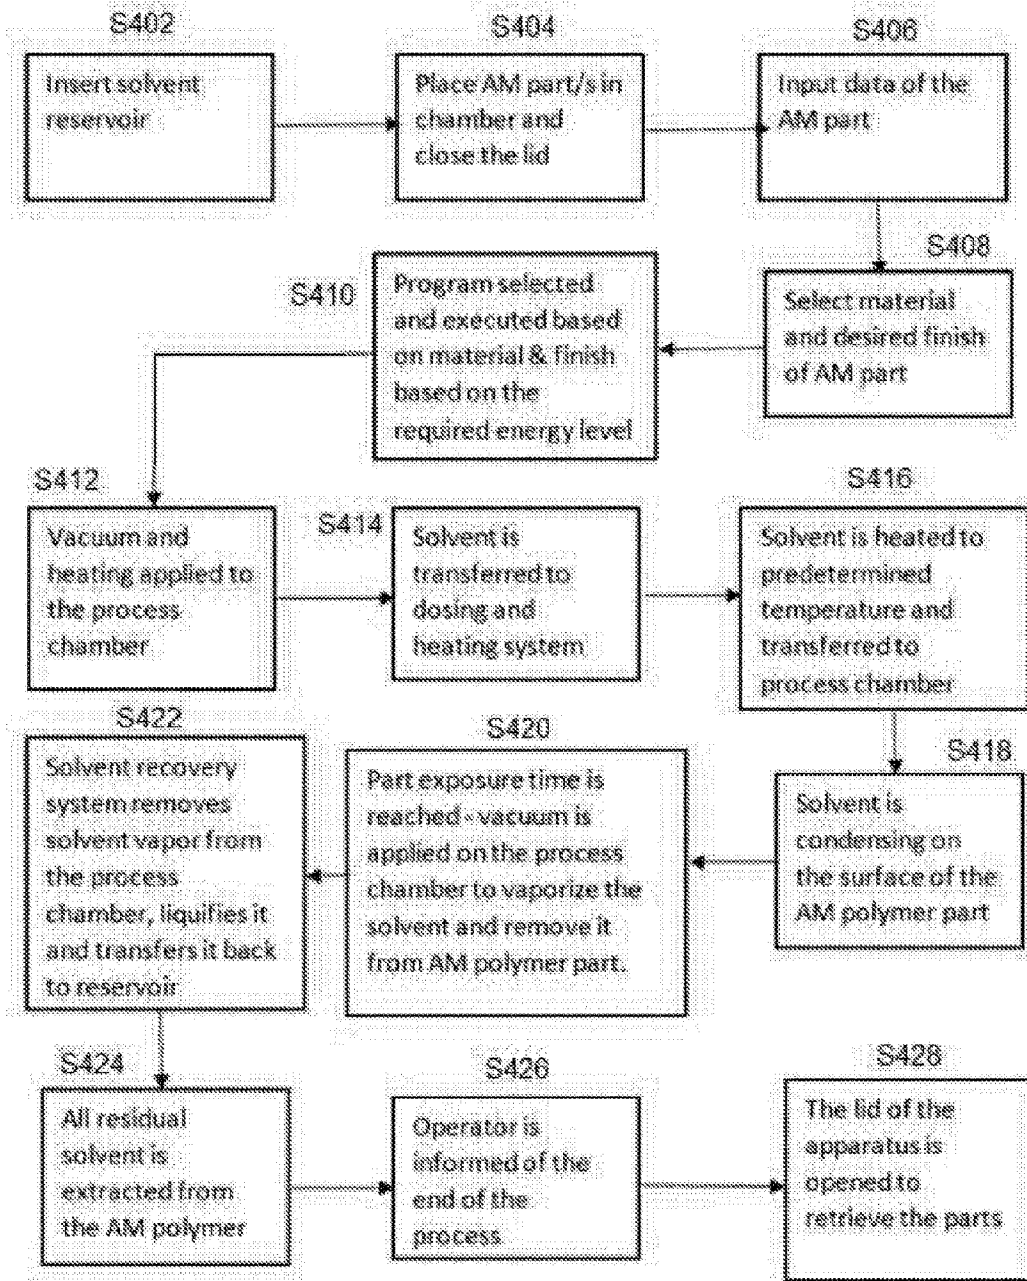 S402
Insert solvent
reservoir
S404
Place AM part/s in
chamber and
close the lid
S406
Input data of the
AM part
S408
Select material
and desired finish
of AM part
S410
Program selected
and executed based
on material & finish
based on the
required energy level
S412
Vacuum and
heating applied to
the process
chamber
S414
Solvent is
transferred to
dosing and
heating system
S416
Solvent is heated to
predetermined
temperature and
transferred to
process chamber
S418
Solvent is
condensing on
the surface of the
AM polymer part
S420
Part exposure time is
reached - vacuum is
applied on the process
chamber to vaporize the
solvent and remove it
from AM polymer part.
S422
Solvent recovery
system removes
solvent vapor from
the process
chamber, liquifies it
and transfers it back
to reservoir
S424
All residual
solvent is
extracted from
the AM polymer
S426
Operator is
informed of the
end of the
process
S428
The lid of the
apparatus is
opened to
retrieve the parts